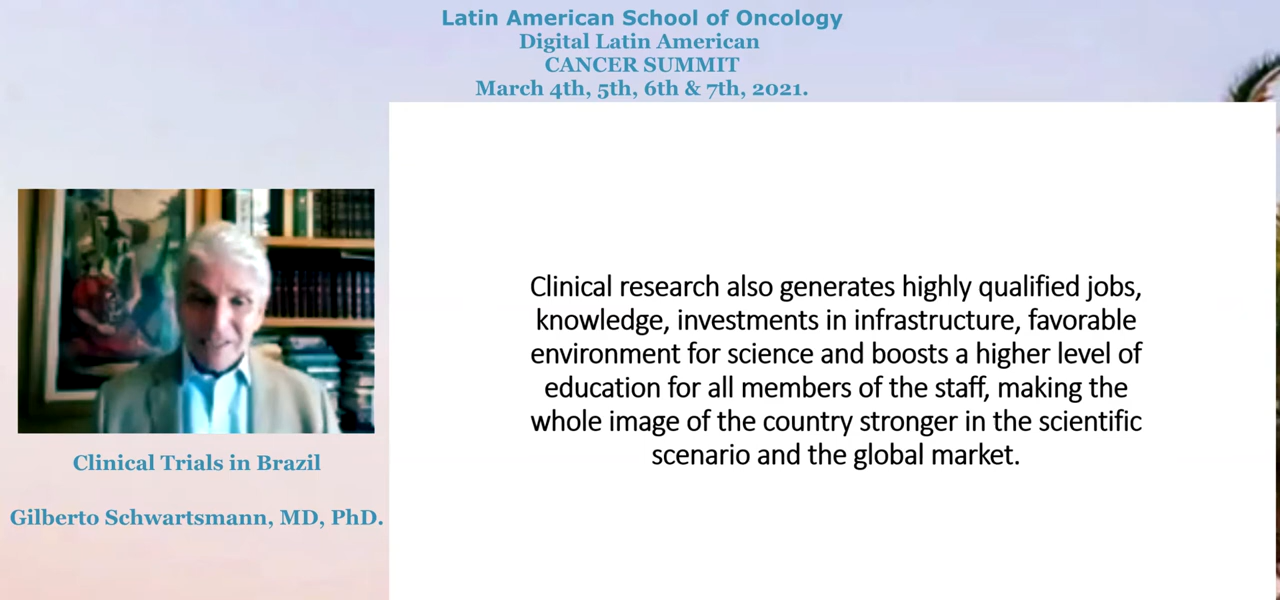 Latin American School of Oncology
Digital Latin American
CANCER SUMMIT
March 4th, 5th, 6th & 7th, 2021.
Clinical research also generates highly qualified jobs,
knowledge, investments in infrastructure, favorable
environment for science and boosts a higher level of
education for all members of the staff, making the
whole image of the country stronger in the scientific
scenario and the global market.
Clinical Trials in Brazil
Gilberto Schwartsmann, MD, PhD.